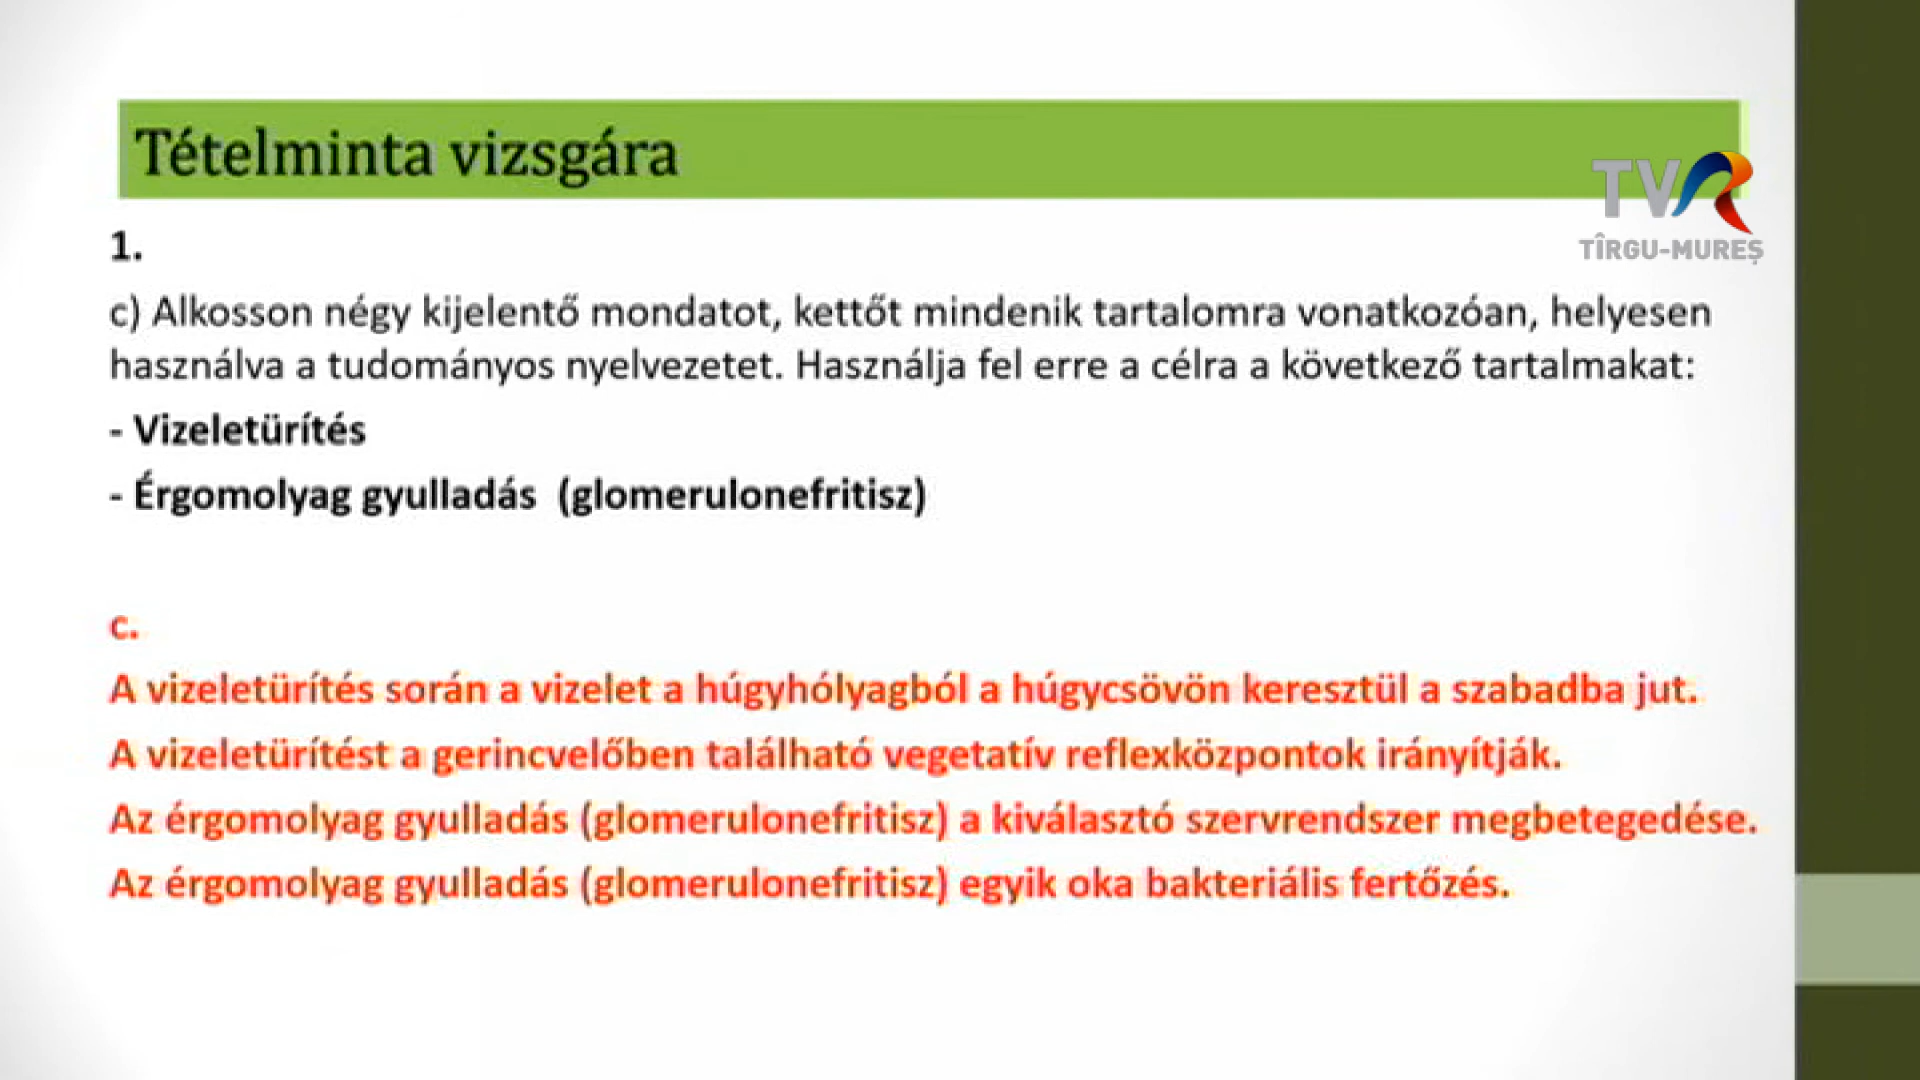 Tételminta vizsgára
TVR
TÎRGU-MUREȘ
1.
c) Alkosson négy kijelentő mondatot, kettőt mindenik tartalomra vonatkozóan, helyesen
használva a tudományos nyelvezetet. Használja fel erre a célra a következő tartalmakat:
- Vizeletürítés
- Érgomolyag gyulladás (glomerulonefritisz)
c.
A vizeletürítés során a vizelet a húgyhólyagból a húgycsövön keresztül a szabadba jut.
A vizeletürítést a gerincvelőben található vegetatív reflexközpontok irányítják.
Az érgomolyag gyulladás (glomerulonefritisz) a kiválasztó szervrendszer megbetegedése.
Az érgomolyag gyulladás (glomerulonefritisz) egyik oka bakteriális fertőzés.